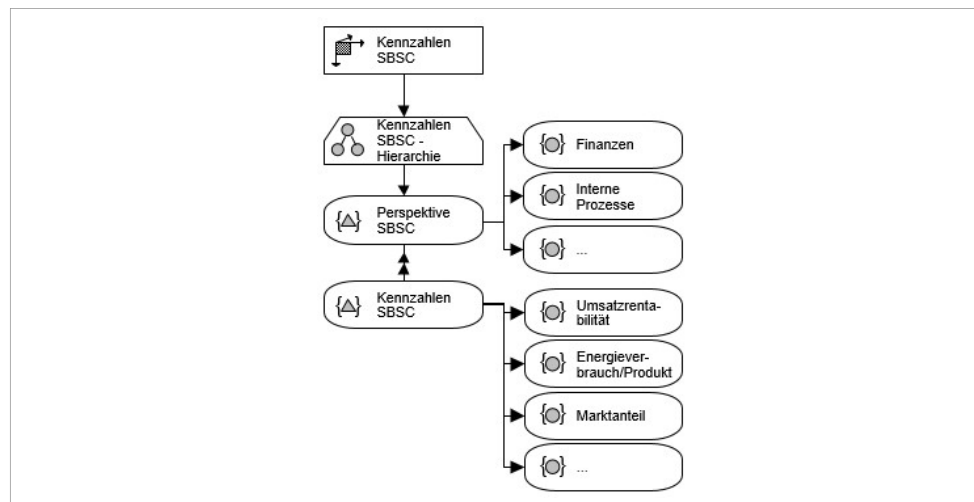 Kennzahlen
SBSC
Kennzahlen
SBSC -
Hierarchie
Perspektive
SBSC
Kennzahlen
SBSC
Finanzen
Interne
Prozesse
...
Umsatzrenta-
bilität
Energiever-
brauch/Produkt
Marktanteil
...